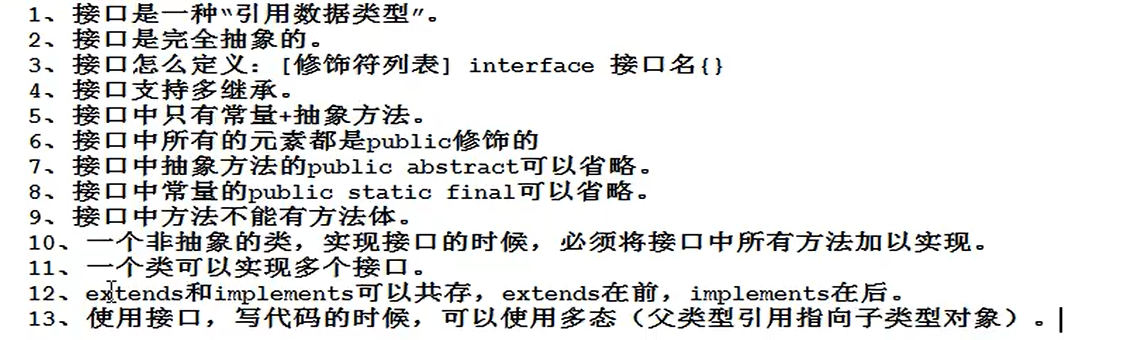 1、接口是一种“引用数据类型”。
2、接口是完全抽象的。
3、接口怎么定义：[修饰符列表] interface 接口名{}
4、接口支持多继承。
5、接口中只有常量+抽象方法。
6、接口中所有的元素都是public修饰的
7、接口中抽象方法的public abstract可以省略。
8、接口中常量的public static final可以省略。
9、接口中方法不能有方法体。
10、一个非抽象的类，实现接口的时候，必须将接口中所有方法加以实现。
11、一个类可以实现多个接口。
12、extends和implements可以共存，extends在前，implements在后。
13、使用接口，写代码的时候，可以使用多态（父类型引用指向子类型对象）。